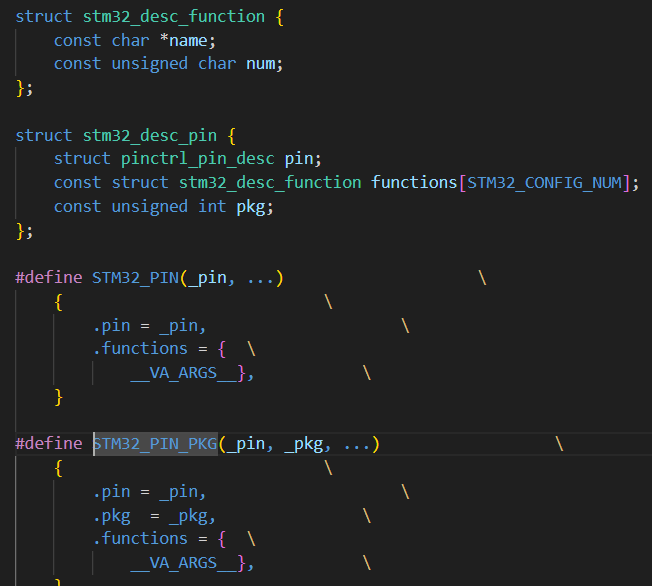 struct stm32_desc_function {
    const char *name;
    const unsigned char num;
};

struct stm32_desc_pin {
    struct pinctrl_pin_desc pin;
    const struct stm32_desc_function functions[STM32_CONFIG_NUM];
    const unsigned int pkg;
};

#define STM32_PIN(_pin, ...)                    \
    {                           \
        .pin = _pin,                    \
        .functions = {  \
            __VA_ARGS__},           \
    }

#define STM32_PIN_PKG(_pin, _pkg, ...)                  \
    {                           \
        .pin = _pin,                    \
        .pkg  = _pkg,               \
        .functions = {  \
            __VA_ARGS__},           \
    }